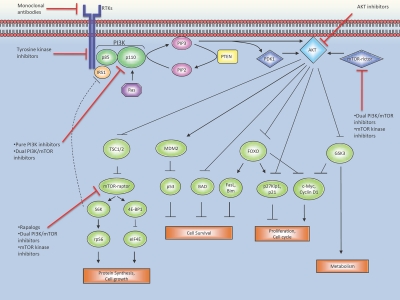 Monoclonal
antibodies
RTKs
AKT inhibitors
PI3K
PIP3
p85
p110
Tyrosine kinase
inhibitors
IRS1
PIP2
PTEN
PDK1
AKT
mTOR-rictor
Ras
•Dual PI3K/mTOR
inhibitors
•mTOR kinase
inhibitors
•Pure PI3K inhibitors
•Dual PI3K/mTOR
inhibitors
TSC1/2
MDM2
FOXO
GSK3
mTOR-raptor
p53
BAD
FasL,
Bim
p27Kip1,
p21
c-Myc,
Cyclin D1
S6K
4E-BP1
•Rapalogs
•Dual PI3K/mTOR
inhibitors
•mTOR kinase
inhibitors
rpS6
eIF4E
Cell Survival
Proliferation,
Cell cycle
Protein Synthesis,
Cell growth
Metabolism